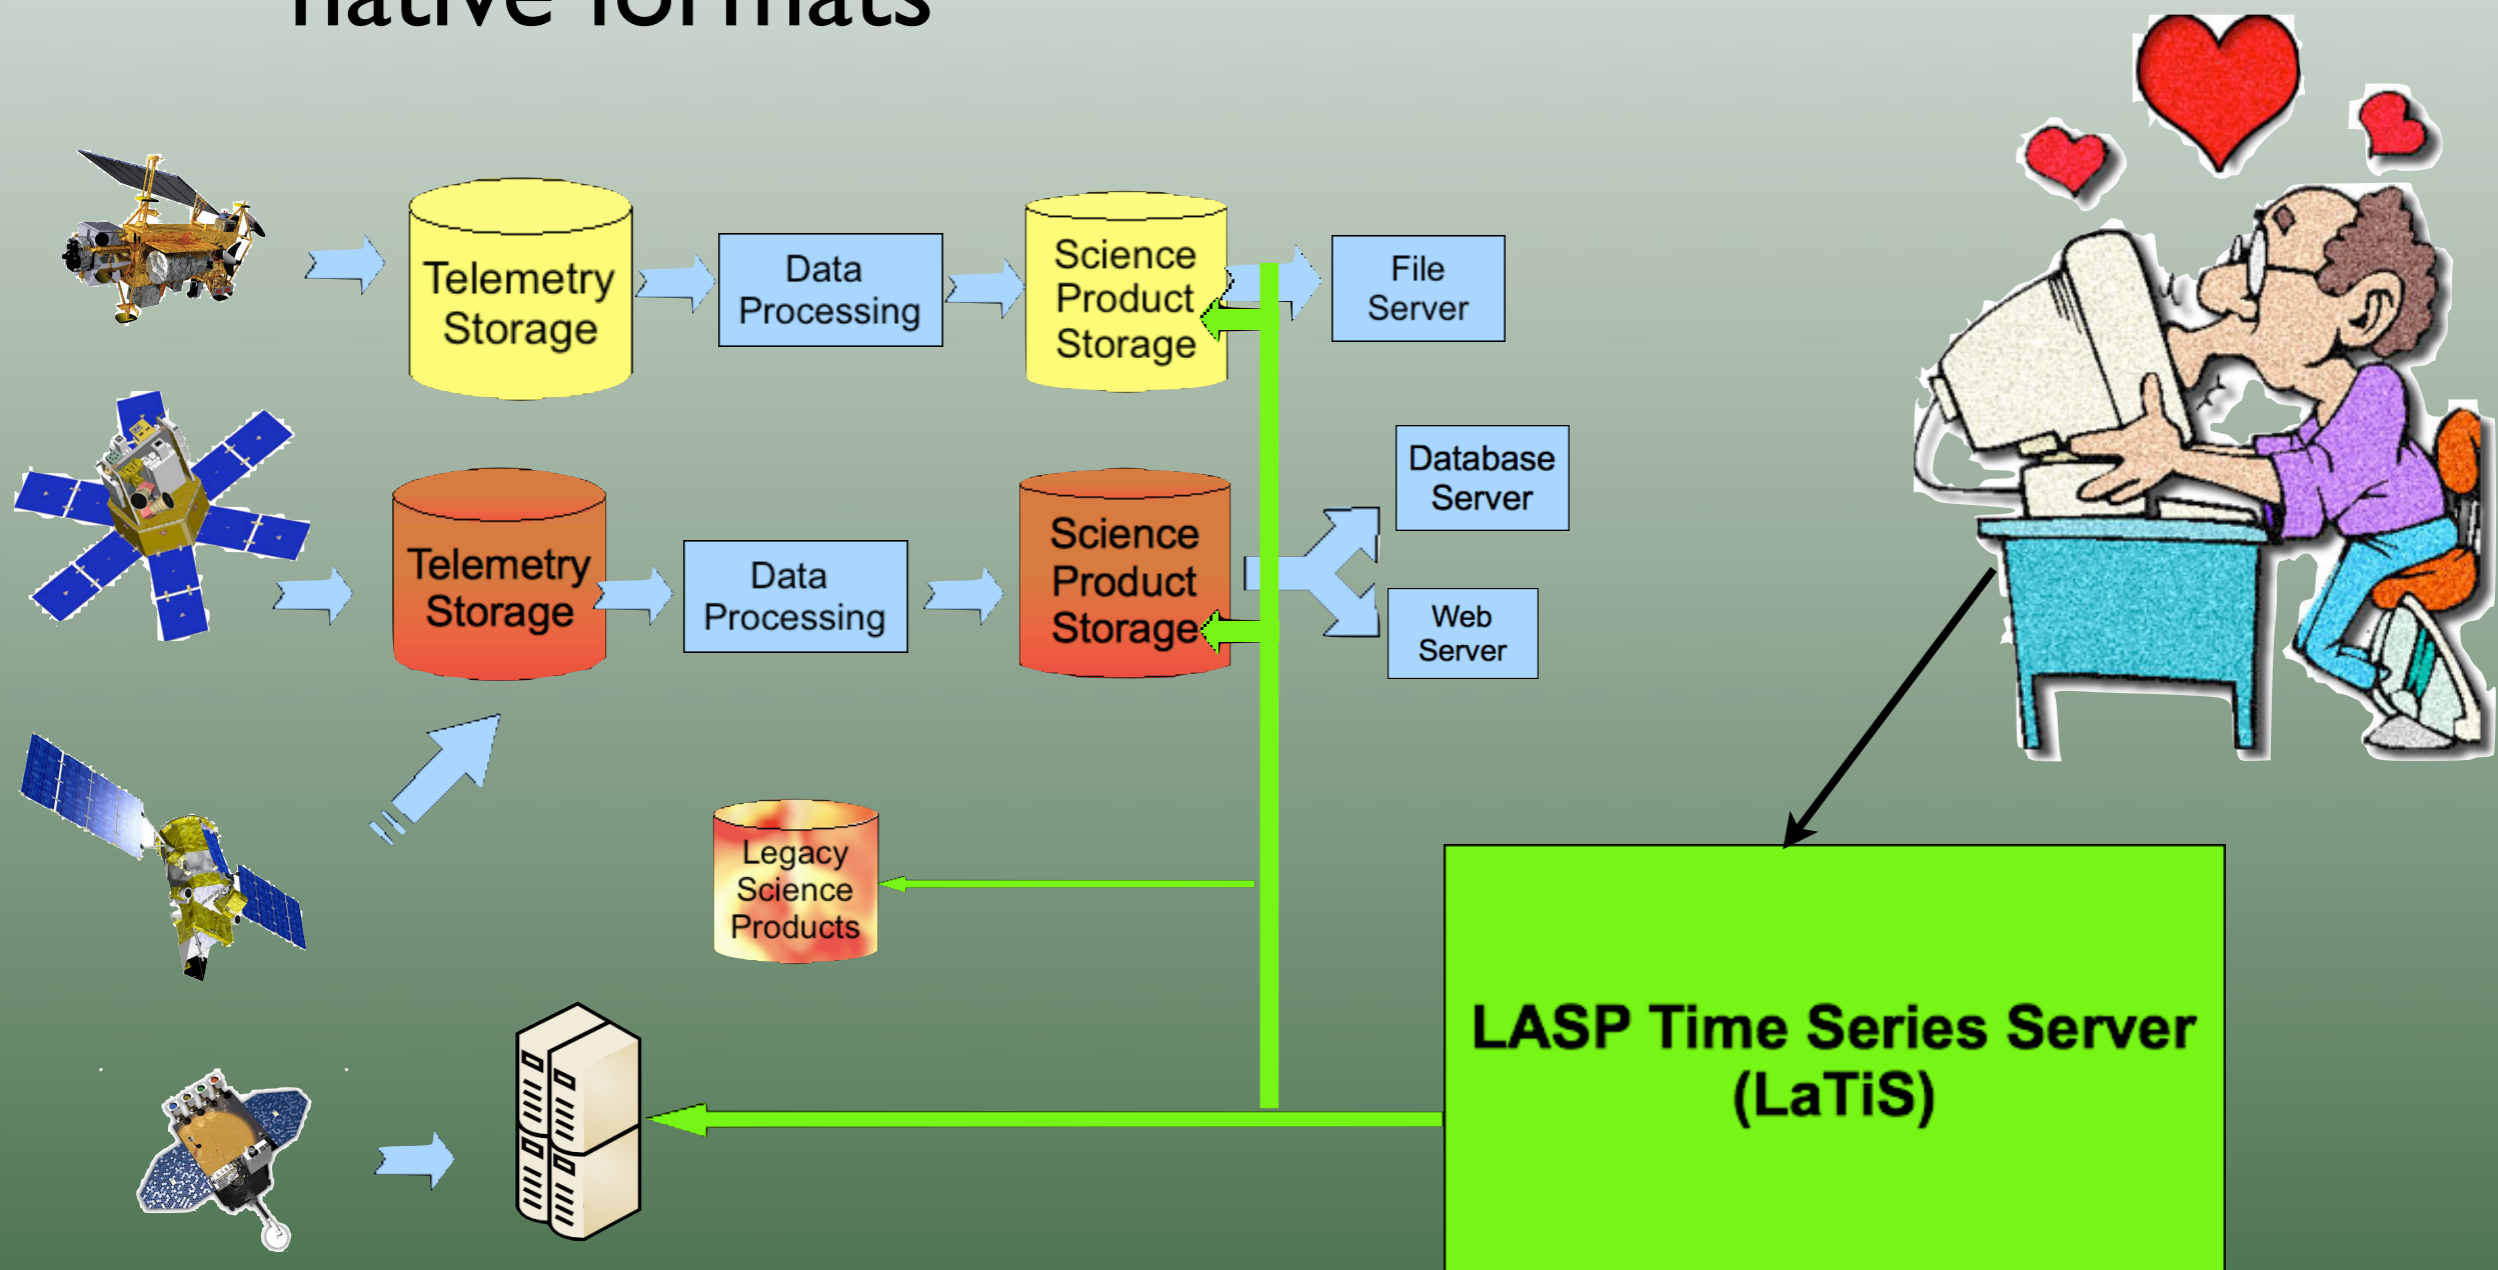 native formats
Telemetry
Storage
Data
Processing
Science
Product
Storage
File
Server
Telemetry
Storage
Data
Processing
Science
Product
Storage
Database
Server
Web
Server
Legacy
Science
Products
LASP Time Series Server
(LaTiS)